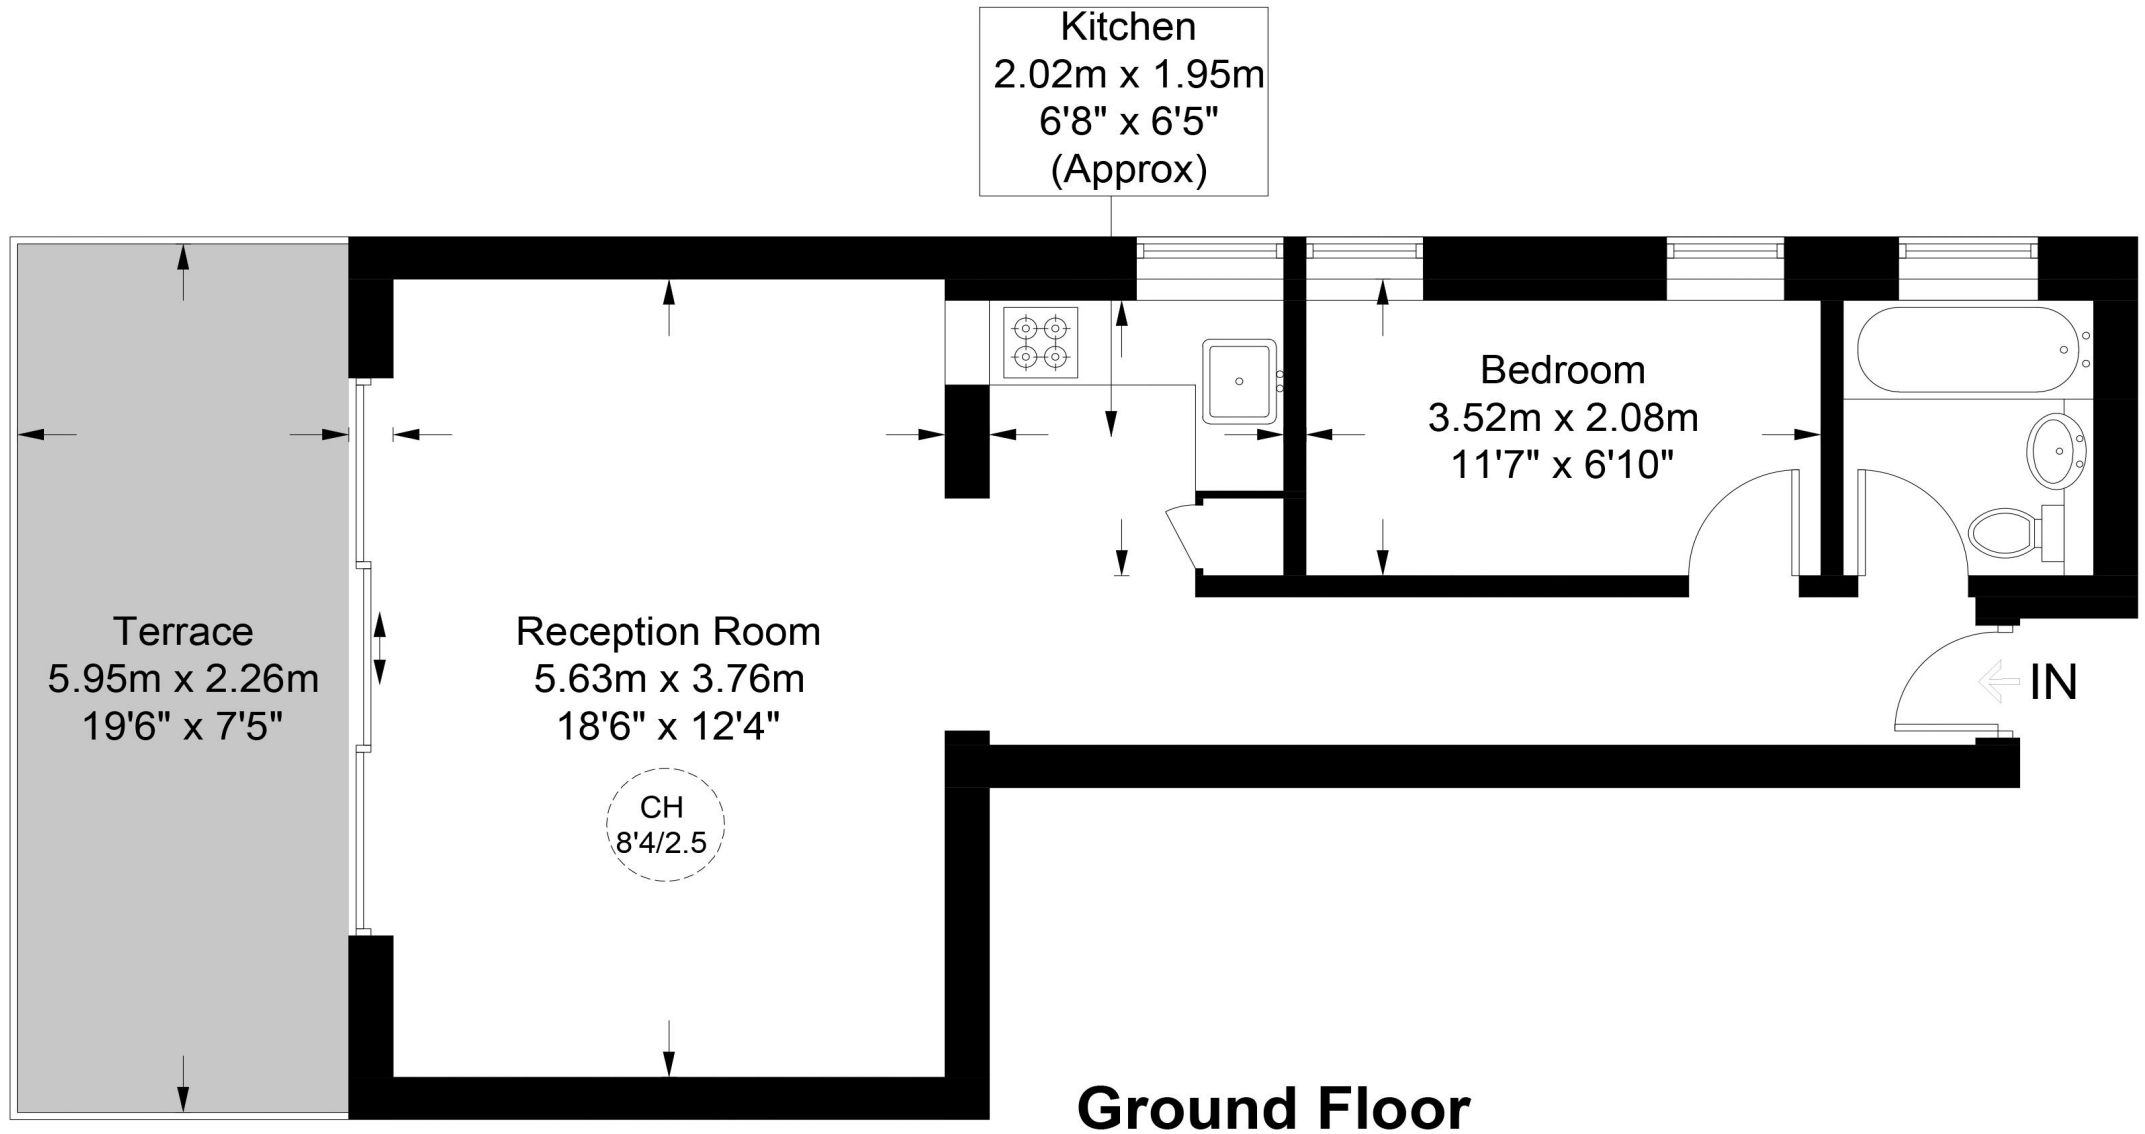 Kitchen
2.02m x 1.95m
6'8" x 6'5"
(Approx)
Bedroom
3.52m x 2.08m
11'7" x 6'10"
Terrace
5.95m x 2.26m
19'6" x 7'5"
Reception Room
5.63m x 3.76m
18'6" x 12'4"
IN
CH
8'4/2.5
Ground Floor